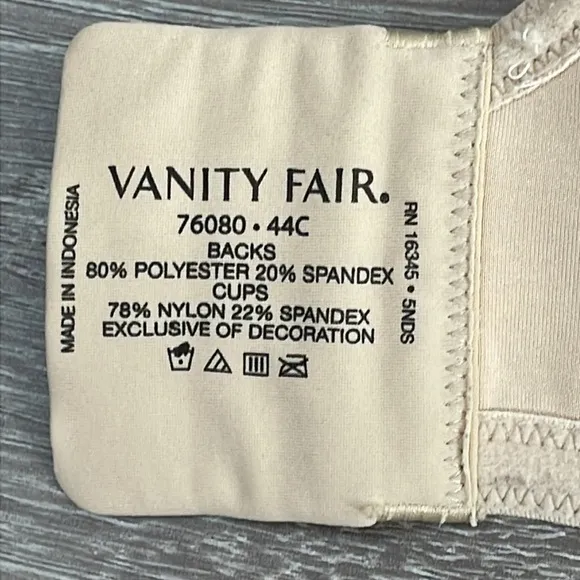 VANITY FAIR®
76080 • 44C
BACKS
80% POLYESTER 20% SPANDEX
CUPS
78% NYLON 22% SPANDEX
EXCLUSIVE OF DECORATION
MADE IN INDONESIA
RN 16345 • 5NDS